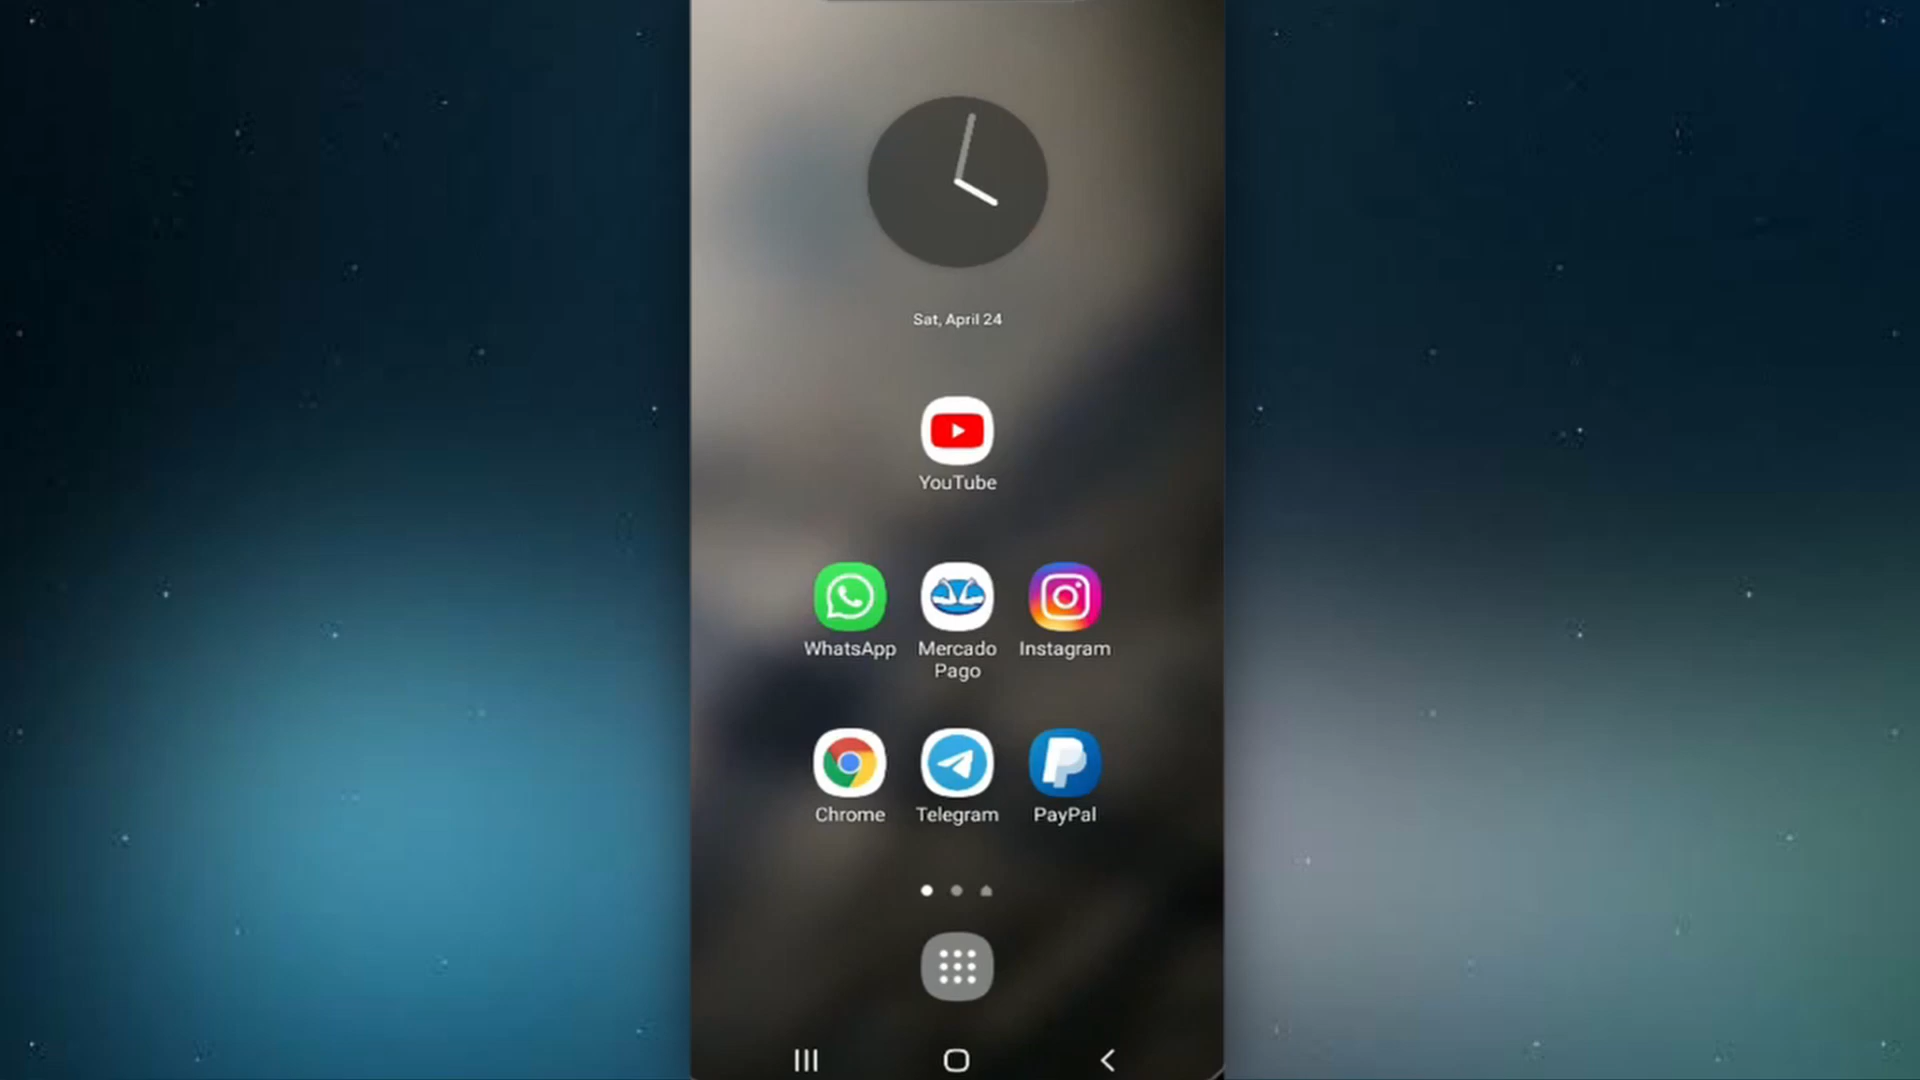 Sat, April 24
YouTube
WhatsApp
Mercado
Pago
Instagram
Chrome
Telegram
PayPal